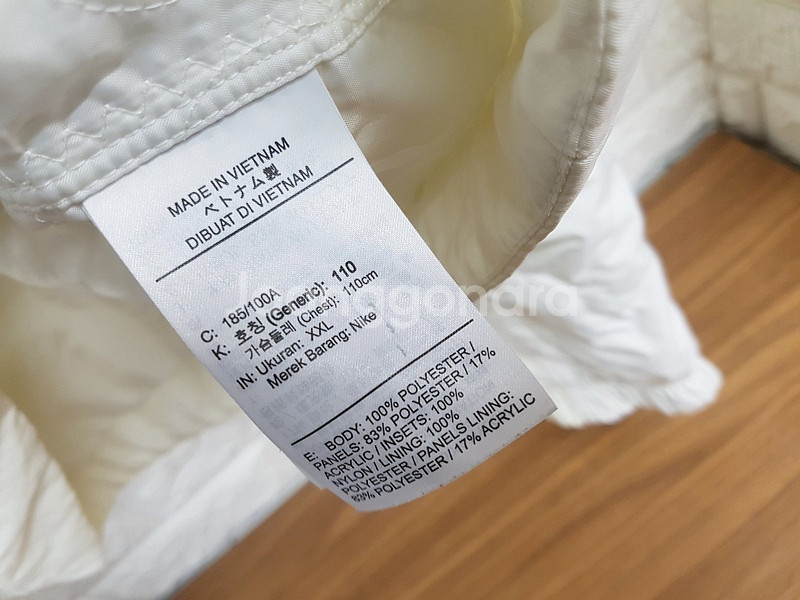 MADE IN VIETNAM
ベトナム製
DIBUAT DI VIETNAM
C: 185/100A
K: 호칭 (Generic): 110
가슴둘레 (Chest): 110cm
IN: Ukuran: XXL
Merek Barang: Nike
E: BODY: 100% POLYESTER /
PANELS: 83% POLYESTER / 17%
ACRYLIC / INSETS: 100%
NYLON / LINING: 100%
POLYESTER / PANELS LINING:
83% POLYESTER / 17% ACRYLIC